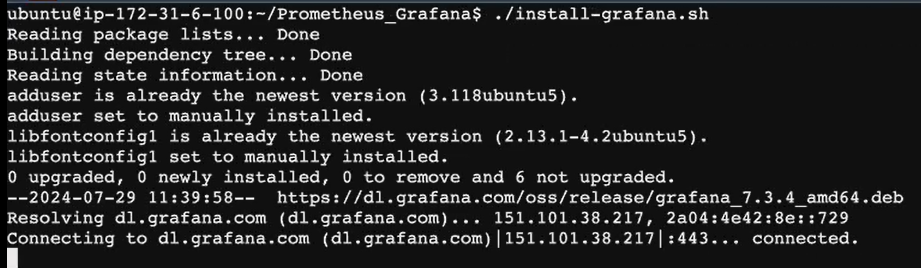 ubuntu@ip-172-31-6-100:~/Prometheus_Grafana$ ./install-grafana.sh
Reading package lists... Done
Building dependency tree... Done
Reading state information... Done
adduser is already the newest version (3.118ubuntu5).
adduser set to manually installed.
libfontconfig1 is already the newest version (2.13.1-4.2ubuntu5).
libfontconfig1 set to manually installed.
0 upgraded, 0 newly installed, 0 to remove and 6 not upgraded.
--2024-07-29 11:39:58--  https://dl.grafana.com/oss/release/grafana_7.3.4_amd64.deb
Resolving dl.grafana.com (dl.grafana.com)... 151.101.38.217, 2a04:4e42:8e::729
Connecting to dl.grafana.com (dl.grafana.com)|151.101.38.217|:443... connected.